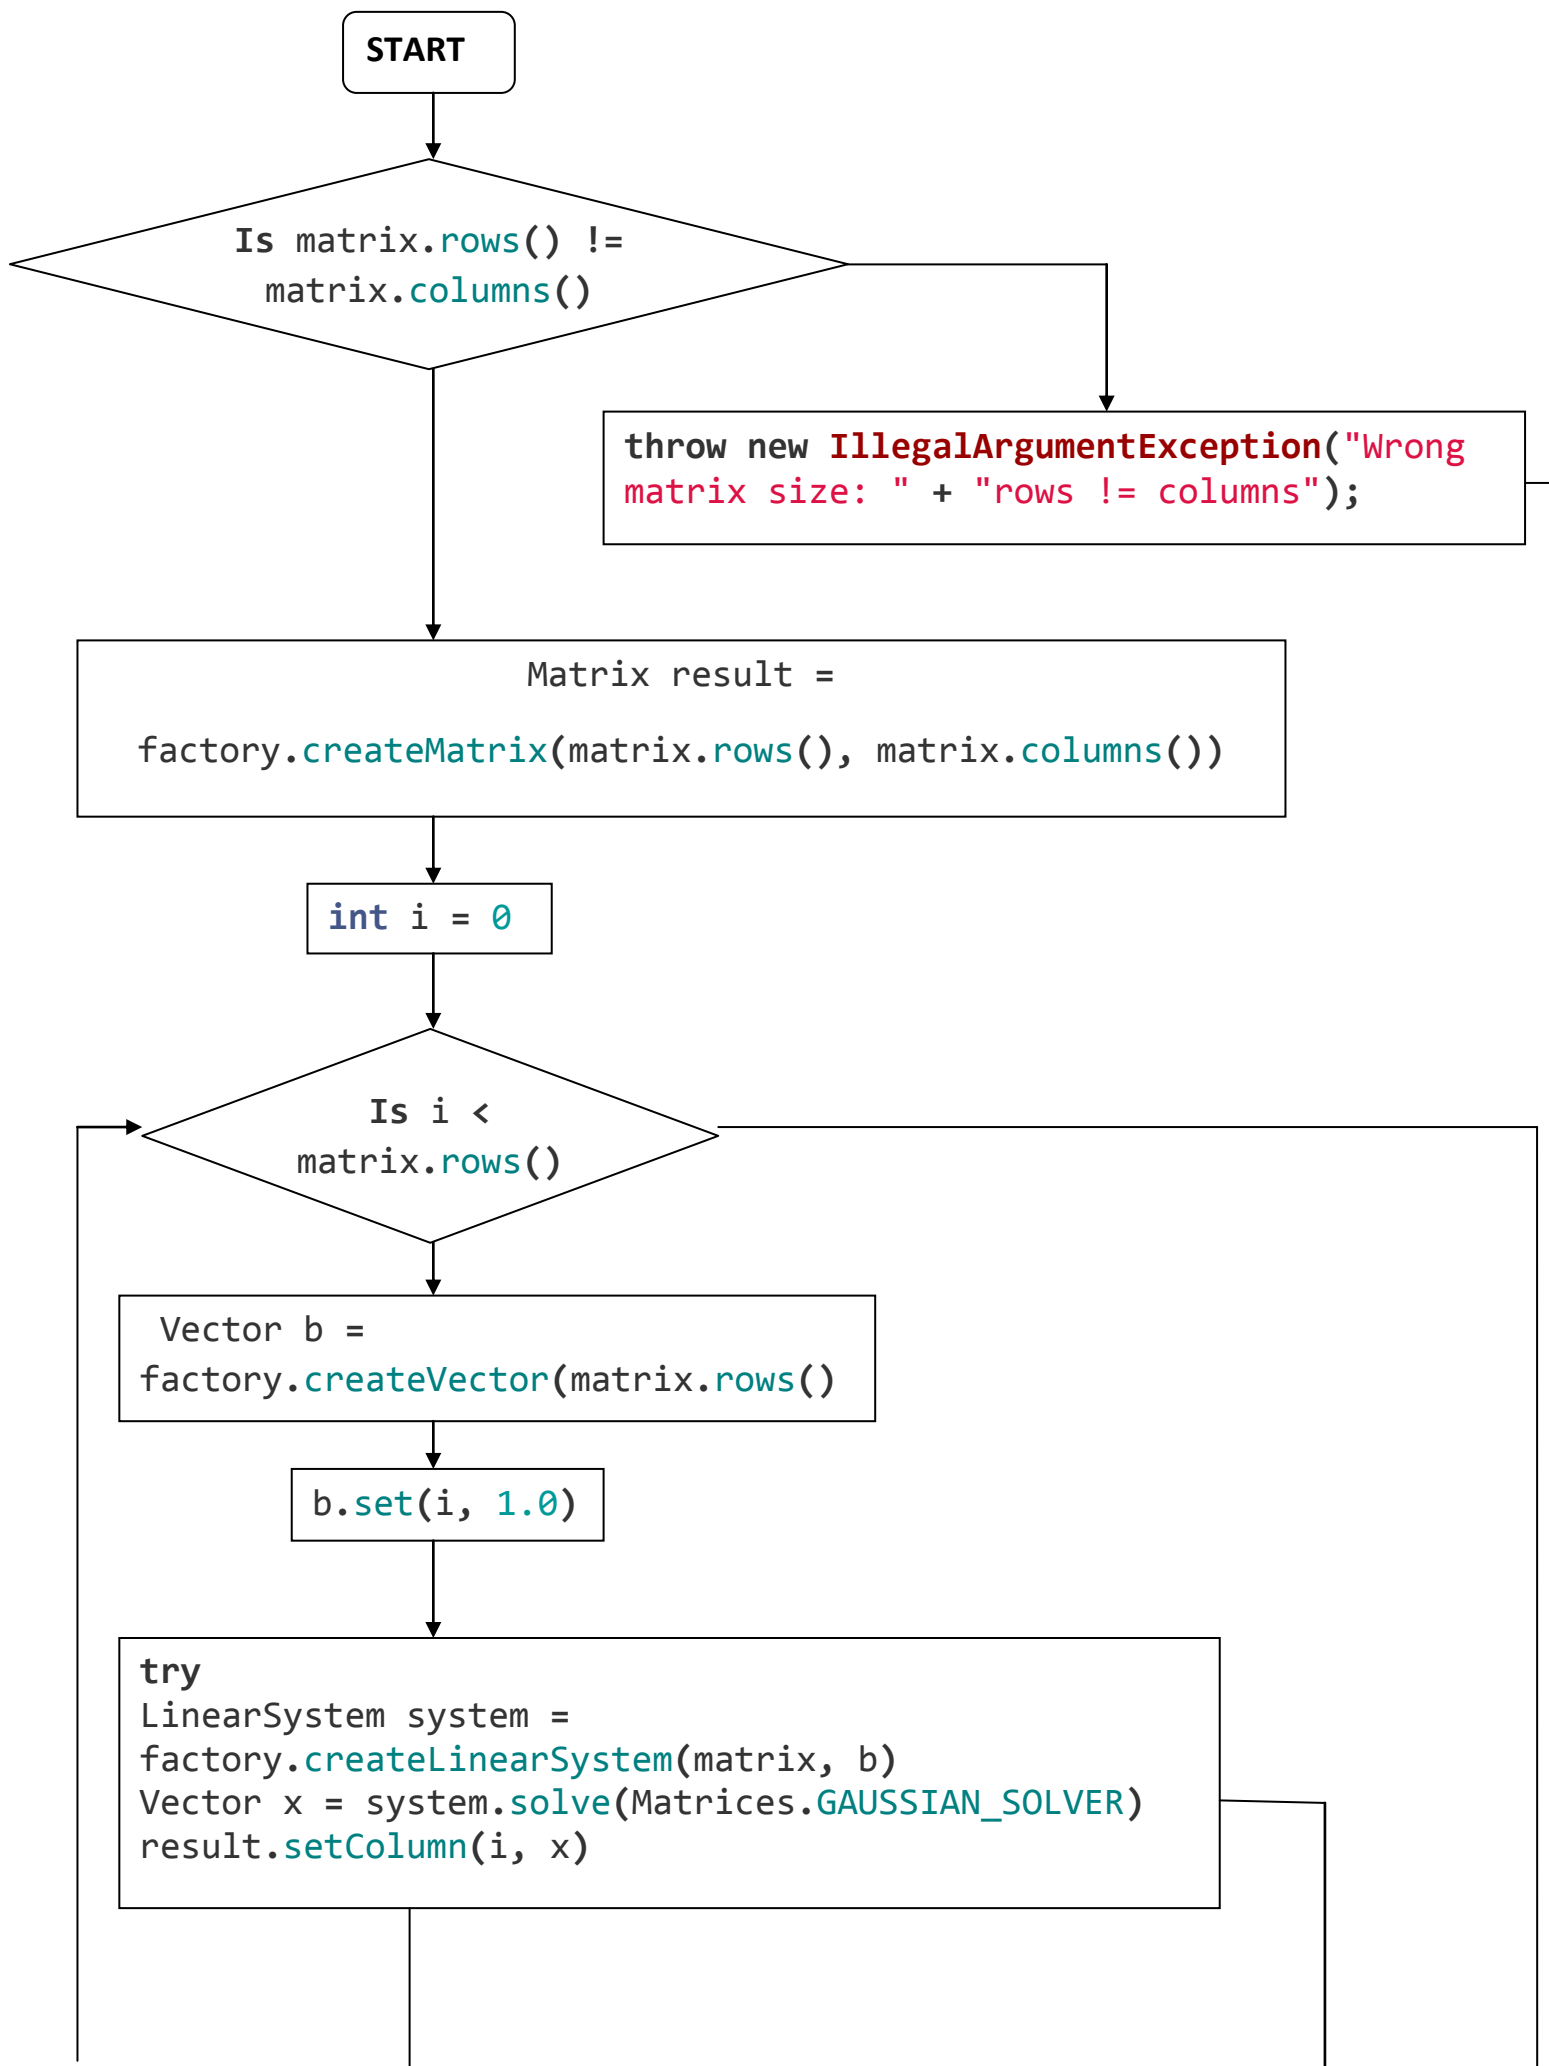 START
Is matrix.rows() !=
matrix.columns()
throw new IllegalArgumentException("Wrong
matrix size: " + "rows != columns");
Matrix result =
factory.createMatrix(matrix.rows(), matrix.columns())
int i = 0
Is i <
matrix.rows()
Vector b =
factory.createVector(matrix.rows()
b.set(i, 1.0)
try
LinearSystem system =
factory.createLinearSystem(matrix, b)
Vector x = system.solve(Matrices.GAUSSIAN_SOLVER)
result.setColumn(i, x)